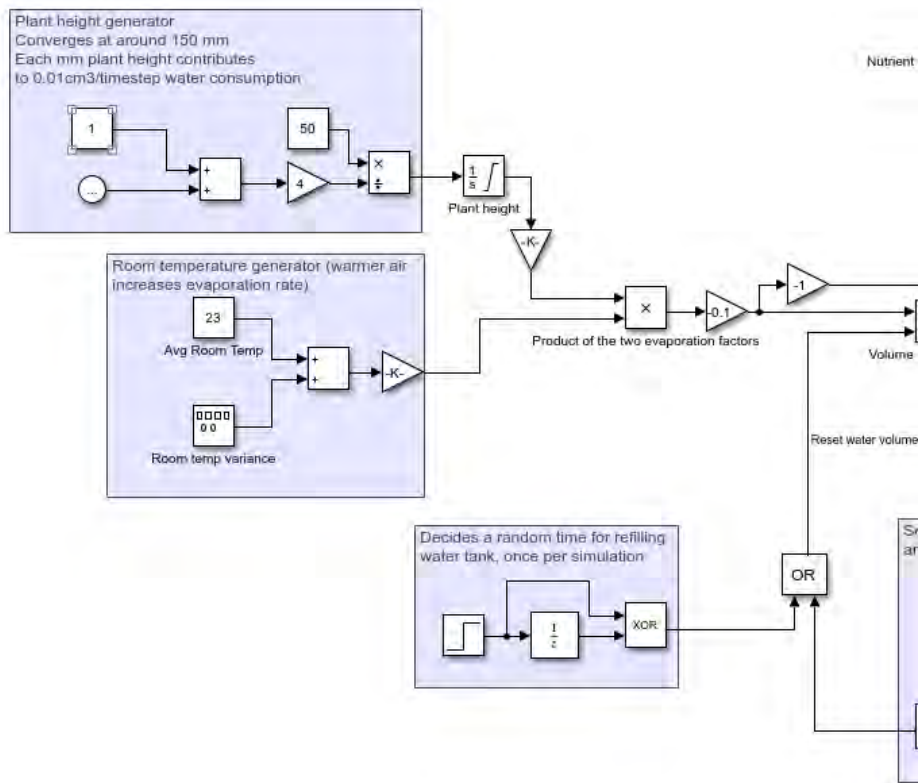 Plant height generator
Converges at around 150 mm
Each mm plant height contributes
to 0.01cm3/timestep water consumption
Nutrient
1
50
+
+
...
4
×
÷
1
s
Plant height
-K-
Room temperature generator (warmer air
increases evaporation rate)
23
Avg Room Temp
+
+
-K-
Room temp variance
×
-0.1
-1
Product of the two evaporation factors
Volume
Reset water volume
Decides a random time for refilling
water tank, once per simulation
1
z
XOR
OR